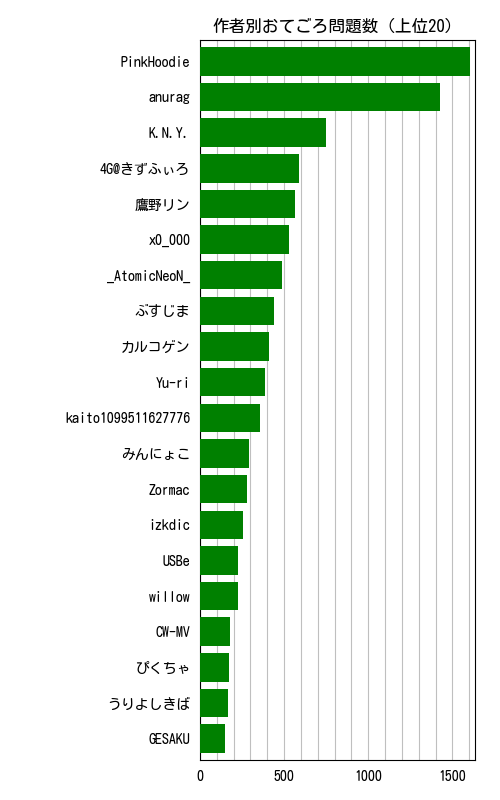 作者別おてごろ問題数 (上位20)
PinkHoodie
anurag
K.N.Y.
4G@きずふぃろ
鷹野リン
x0_000
_AtomicNeoN_
ぶすじま
カルコゲン
Yu-ri
kaito1099511627776
みんにょこ
Zormac
izkdic
USBe
willow
CW-MV
ぴくちゃ
うりよしきば
GESAKU
0 500 1000 1500